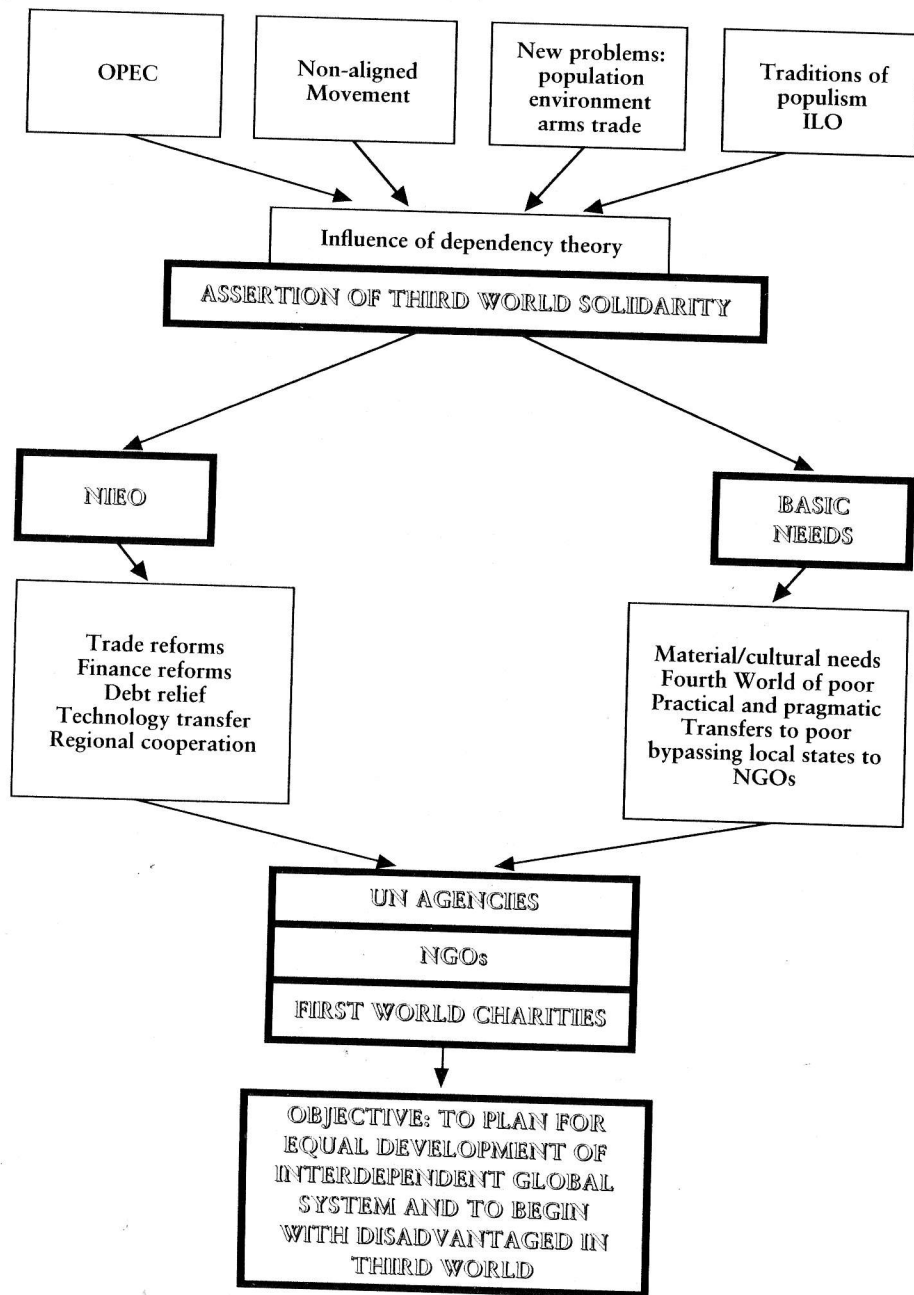 OPEC
Non-aligned
Movement
New problems:
population
environment
arms trade
Traditions of
populism
ILO
Influence of dependency theory
ASSERTION OF THIRD WORLD SOLIDARITY
NIEO
BASIC
NEEDS
Trade reforms
Finance reforms
Debt relief
Technology transfer
Regional cooperation
Material/cultural needs
Fourth World of poor
Practical and pragmatic
Transfers to poor
bypassing local states to
NGOs
UN AGENCIES
NGOs
FIRST WORLD CHARITIES
OBJECTIVE: TO PLAN FOR
EQUAL DEVELOPMENT OF
INTERDEPENDENT GLOBAL
SYSTEM AND TO BEGIN
WITH DISADVANTAGED IN
THIRD WORLD